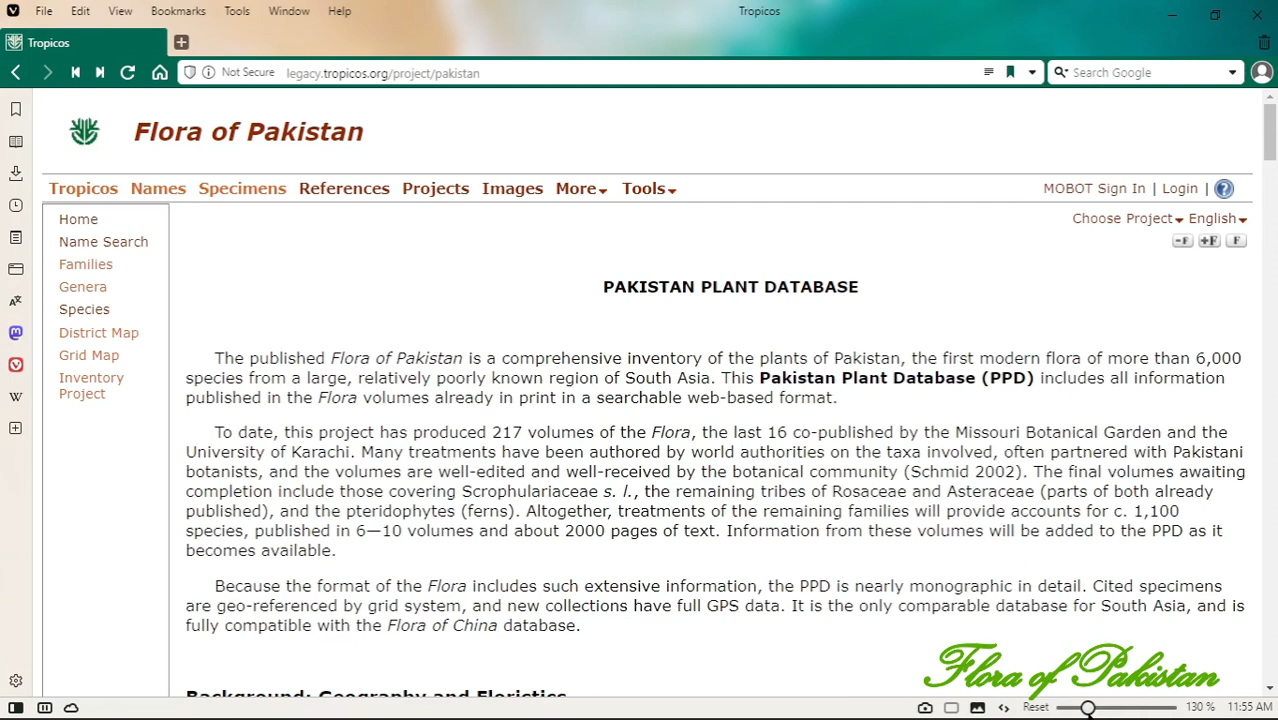 File Edit View Bookmarks Tools Window Help Tropicos
Tropicos
Not Secure legacy.tropicos.org/project/pakistan Search Google
Flora of Pakistan
Tropicos Names Specimens References Projects Images More Tools MOBOT Sign In | Login | ?
Choose Project English
-F +F F
Home
Name Search
Families
Genera
Species
District Map
Grid Map
Inventory
Project
PAKISTAN PLANT DATABASE
The published Flora of Pakistan is a comprehensive inventory of the plants of Pakistan, the first modern flora of more than 6,000
species from a large, relatively poorly known region of South Asia. This Pakistan Plant Database (PPD) includes all information
published in the Flora volumes already in print in a searchable web-based format.
To date, this project has produced 217 volumes of the Flora, the last 16 co-published by the Missouri Botanical Garden and the
University of Karachi. Many treatments have been authored by world authorities on the taxa involved, often partnered with Pakistani
botanists, and the volumes are well-edited and well-received by the botanical community (Schmid 2002). The final volumes awaiting
completion include those covering Scrophulariaceae s. l., the remaining tribes of Rosaceae and Asteraceae (parts of both already
published), and the pteridophytes (ferns). Altogether, treatments of the remaining families will provide accounts for c. 1,100
species, published in 6—10 volumes and about 2000 pages of text. Information from these volumes will be added to the PPD as it
becomes available.
Because the format of the Flora includes such extensive information, the PPD is nearly monographic in detail. Cited specimens
are geo-referenced by grid system, and new collections have full GPS data. It is the only comparable database for South Asia, and is
fully compatible with the Flora of China database.
Background: Geography and Floristics
Flora of Pakistan
Reset 130 % 11:55 AM